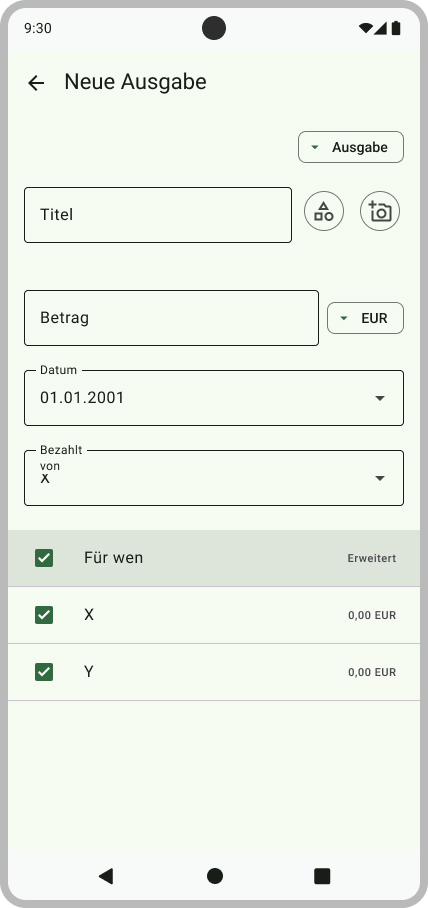 9:30
Neue Ausgabe
Ausgabe
Titel
Betrag
EUR
Datum
01.01.2001
Bezahlt
von
X
Für wen
Erweitert
X
0,00 EUR
Y
0,00 EUR